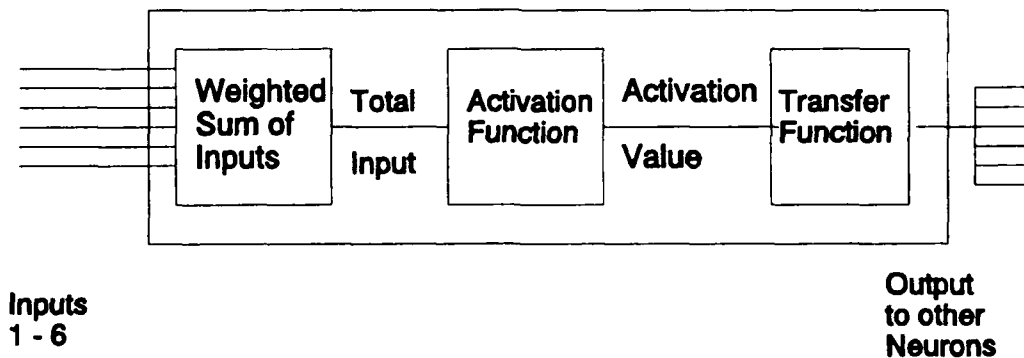 Weighted
Sum of
Inputs
Total
Input
Activation
Function
Activation
Value
Transfer
Function
Inputs
1 - 6
Output
to other
Neurons